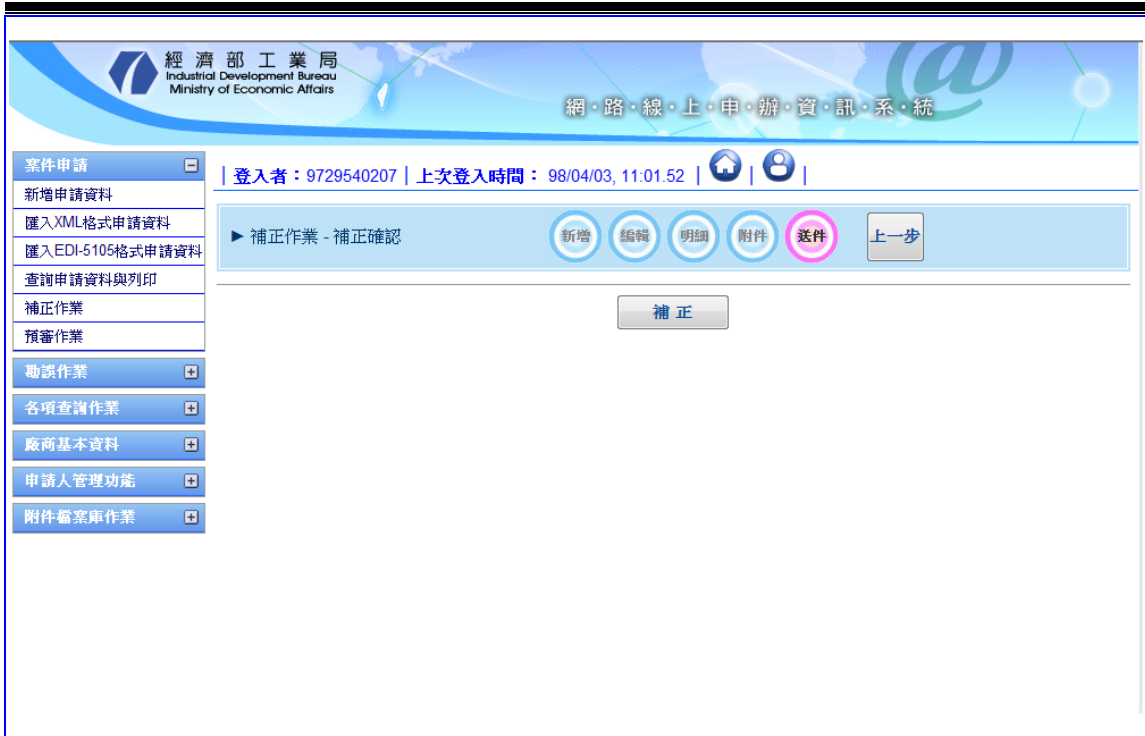 經濟部工業局
Industrial Development Bureau
Ministry of Economic Affairs
網・路・線・上・申・辦・資・訊・系・統
案件申請
新增申請資料
匯入XML格式申請資料
匯入EDI-5105格式申請資料
查詢申請資料與列印
補正作業
預審作業
勘誤作業
各項查詢作業
廠商基本資料
申請人管理功能
附件檔案庫作業
| 登入者：9729540207 | 上次登入時間： 98/04/03, 11:01.52 | | |
► 補正作業 - 補正確認 新增 編輯 明細 附件 送件 上一步
補 正